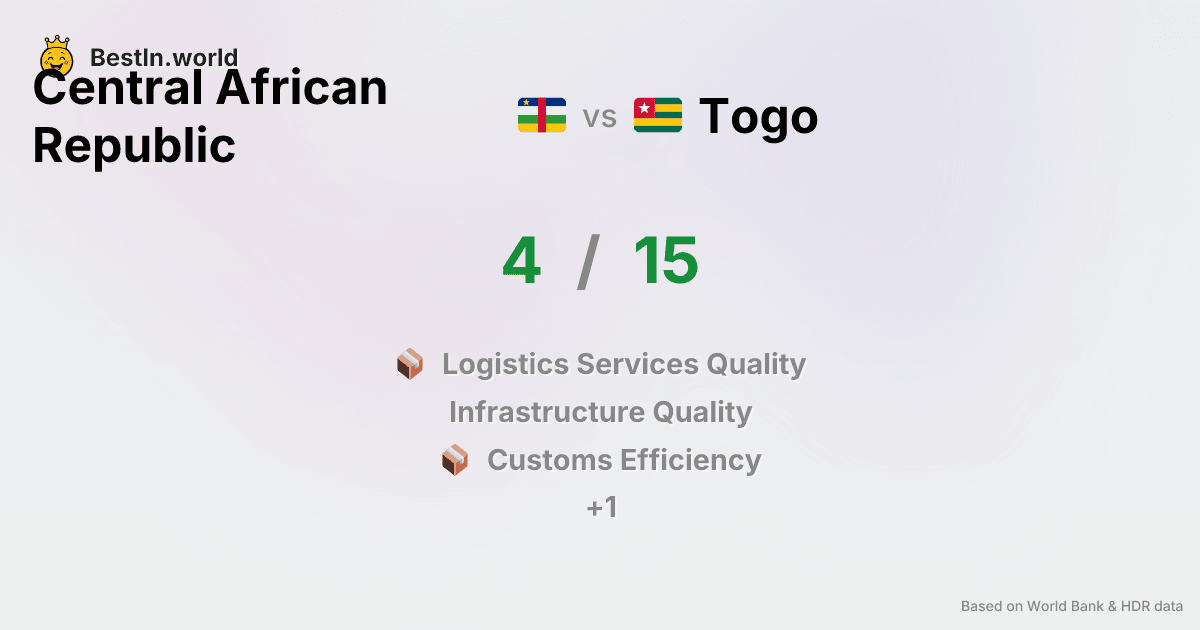 BestIn.world
Central African
Republic
vs
Togo
4 / 15
Logistics Services Quality
Infrastructure Quality
Customs Efficiency
+1
Based on World Bank & HDR data